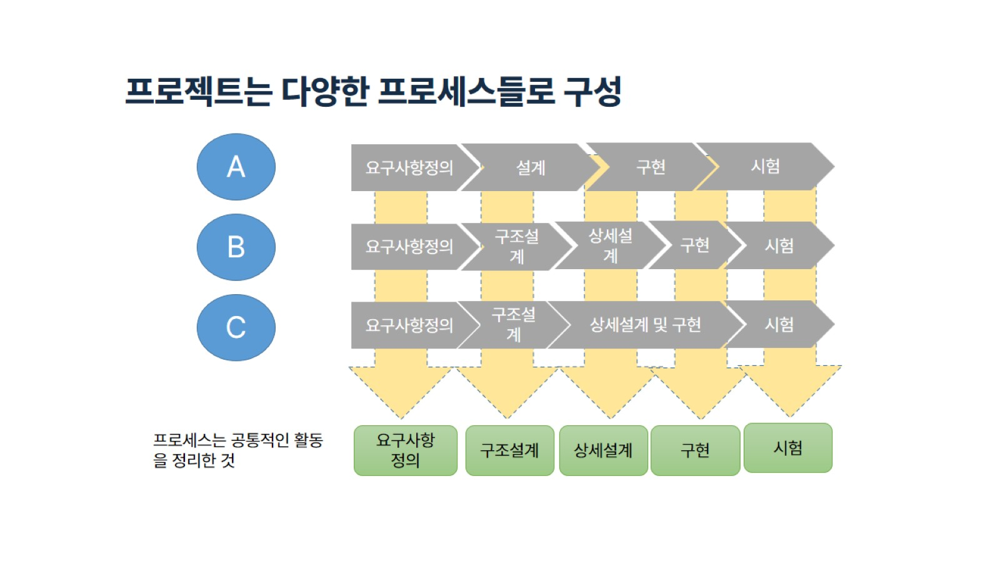 프로젝트는 다양한 프로세스들로 구성
A
요구사항정의
설계
구현
시험
B
요구사항정의
구조설
계
상세설
계
구현
시험
C
요구사항정의
구조설
계
상세설계 및 구현
시험
프로세스는 공통적인 활동
을 정리한 것
요구사항
정의
구조설계
상세설계
구현
시험